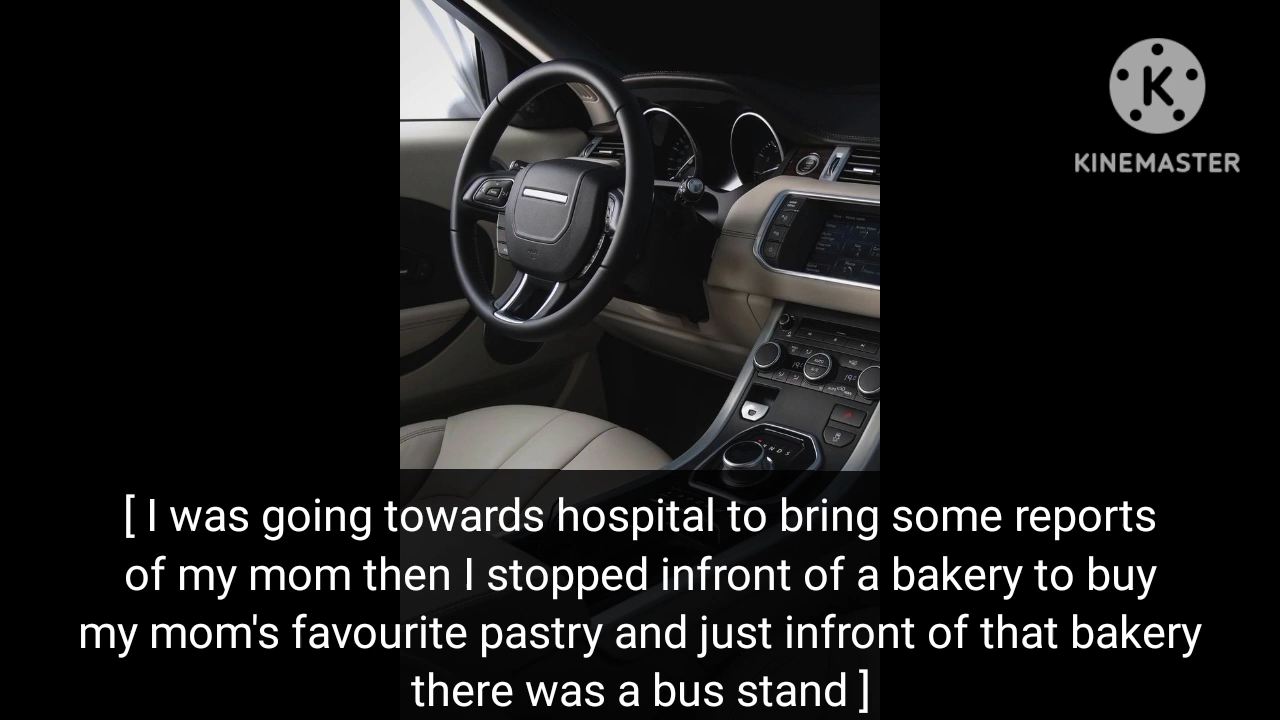 K
KINEMASTER
[ I was going towards hospital to bring some reports
of my mom then I stopped infront of a bakery to buy
my mom's favourite pastry and just infront of that bakery
there was a bus stand ]